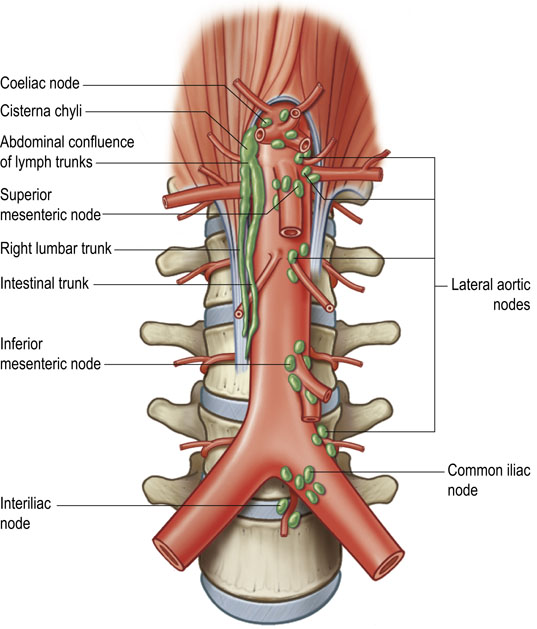 Coeliac node
Cisterna chyli
Abdominal confluence
of lymph trunks
Superior
mesenteric node
Right lumbar trunk
Intestinal trunk
Inferior
mesenteric node
Interiliac
node
Lateral aortic
nodes
Common iliac
node